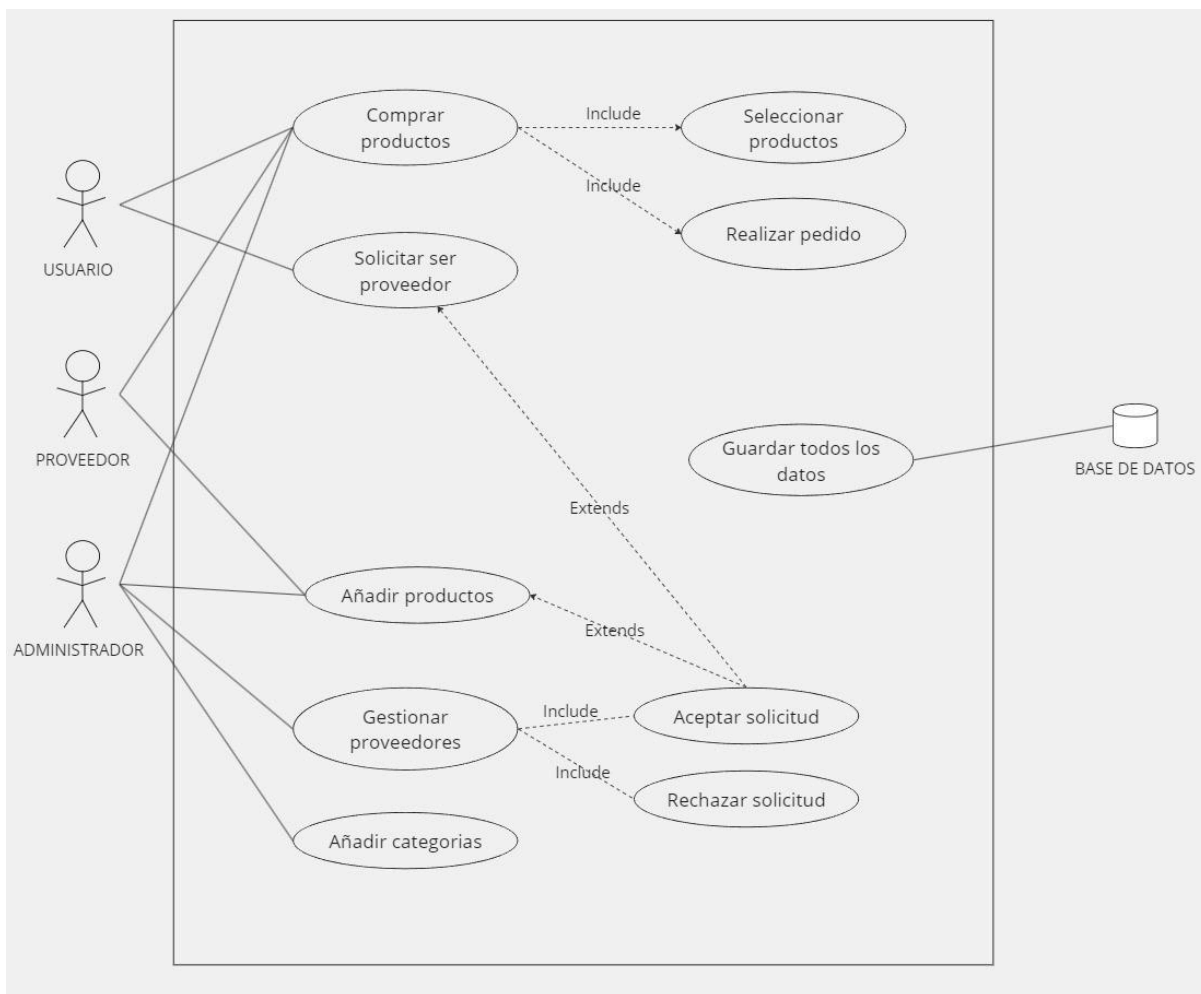 Comprar
productos
Include
Seleccionar
productos
Include
Realizar pedido
USUARIO
Solicitar ser
proveedor
PROVEEDOR
Guardar todos los
datos
BASE DE DATOS
Extends
Añadir productos
Extends
ADMINISTRADOR
Gestionar
proveedores
Include
Aceptar solicitud
Include
Rechazar solicitud
Añadir categorias